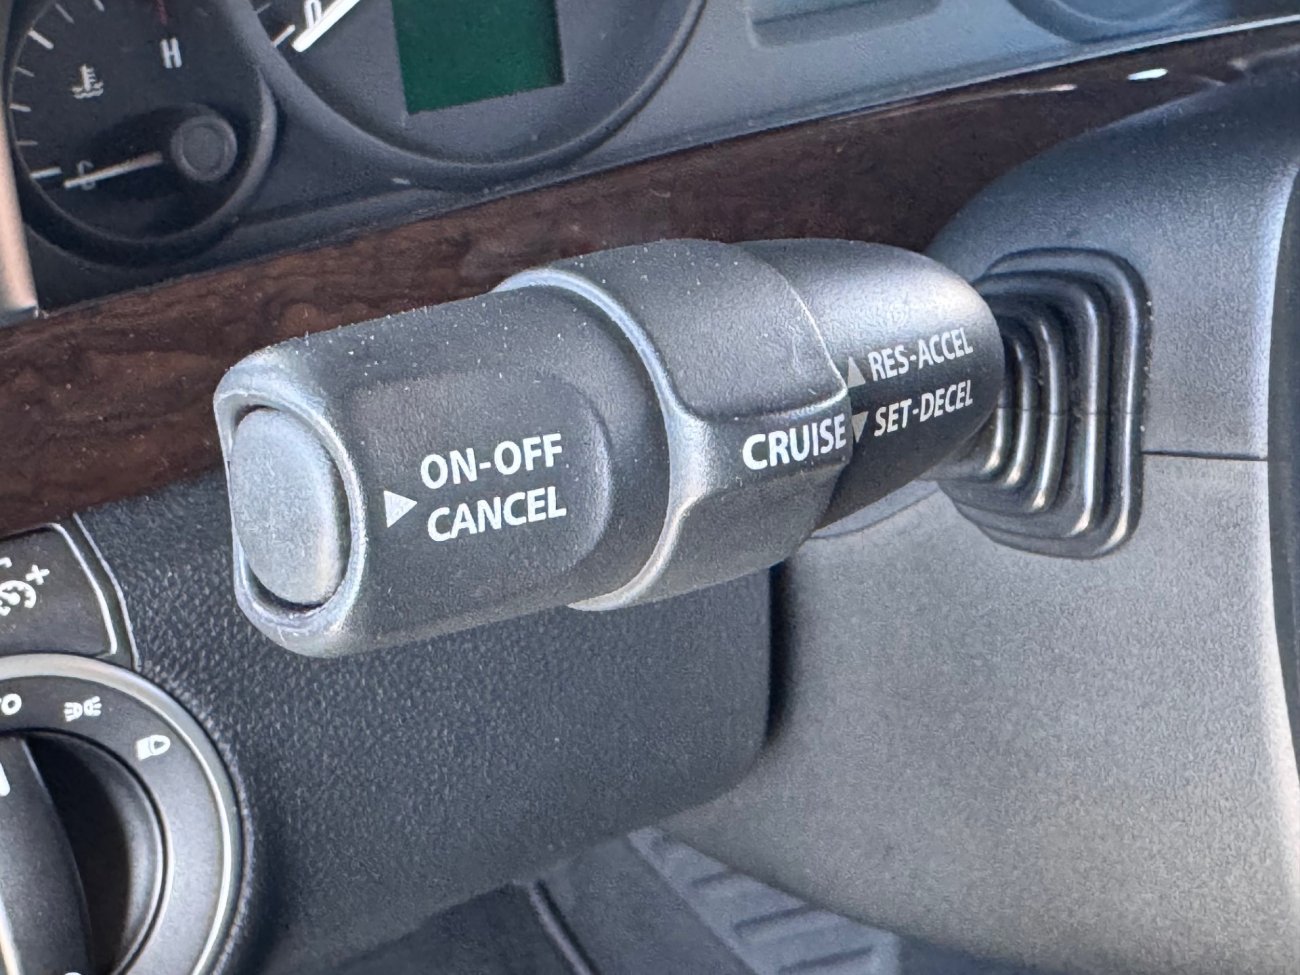 H
C
ON-OFF
CANCEL
CRUISE
RES-ACCEL
SET-DECEL